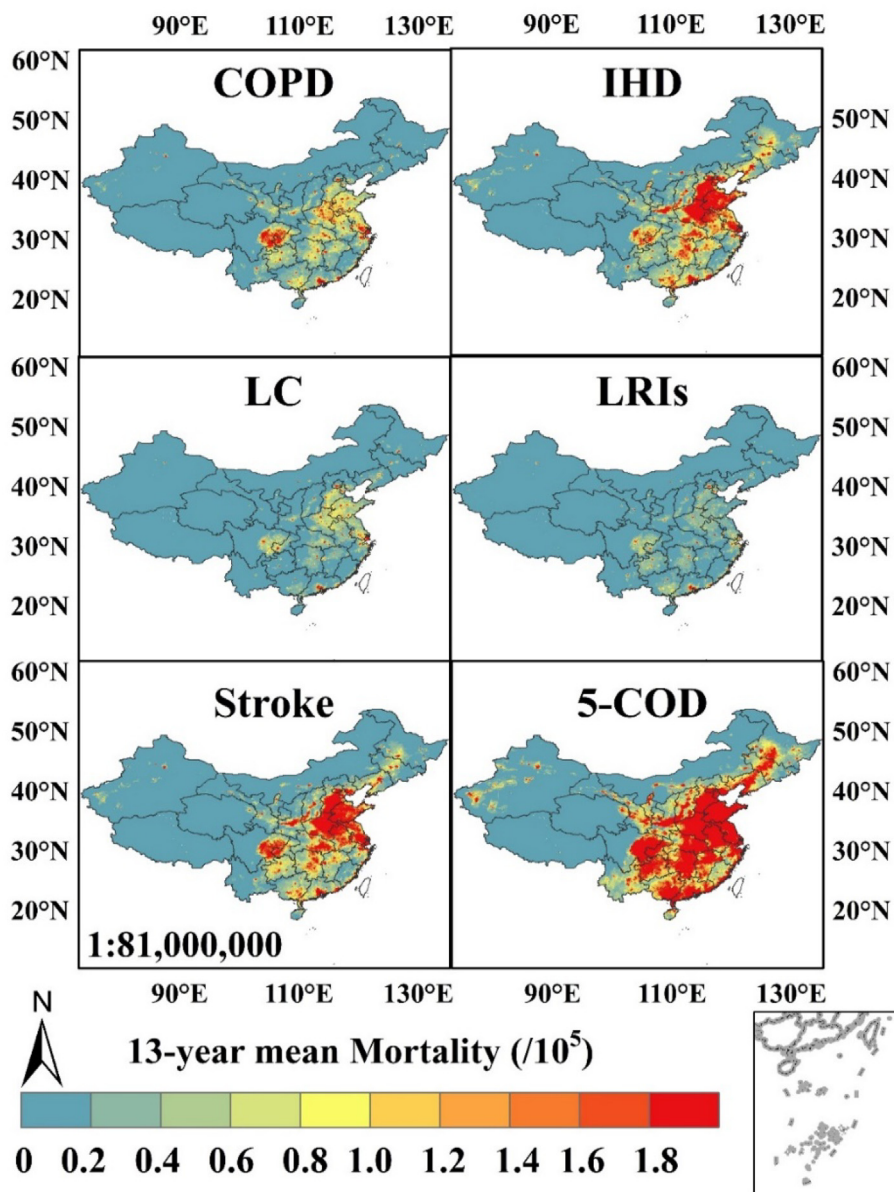 90°E 110°E 130°E 90°E 110°E 130°E
60°N
COPD IHD
50°N 50°N
40°N 40°N
30°N 30°N
20°N 20°N
60°N 60°N
LC LRIs
50°N 50°N
40°N 40°N
30°N 30°N
20°N 20°N
60°N 60°N
Stroke 5-COD
50°N 50°N
40°N 40°N
30°N 30°N
20°N 20°N
1:81,000,000
90°E 110°E 130°E 90°E 110°E 130°E
N
13-year mean Mortality (/10⁵)
0 0.2 0.4 0.6 0.8 1.0 1.2 1.4 1.6 1.8